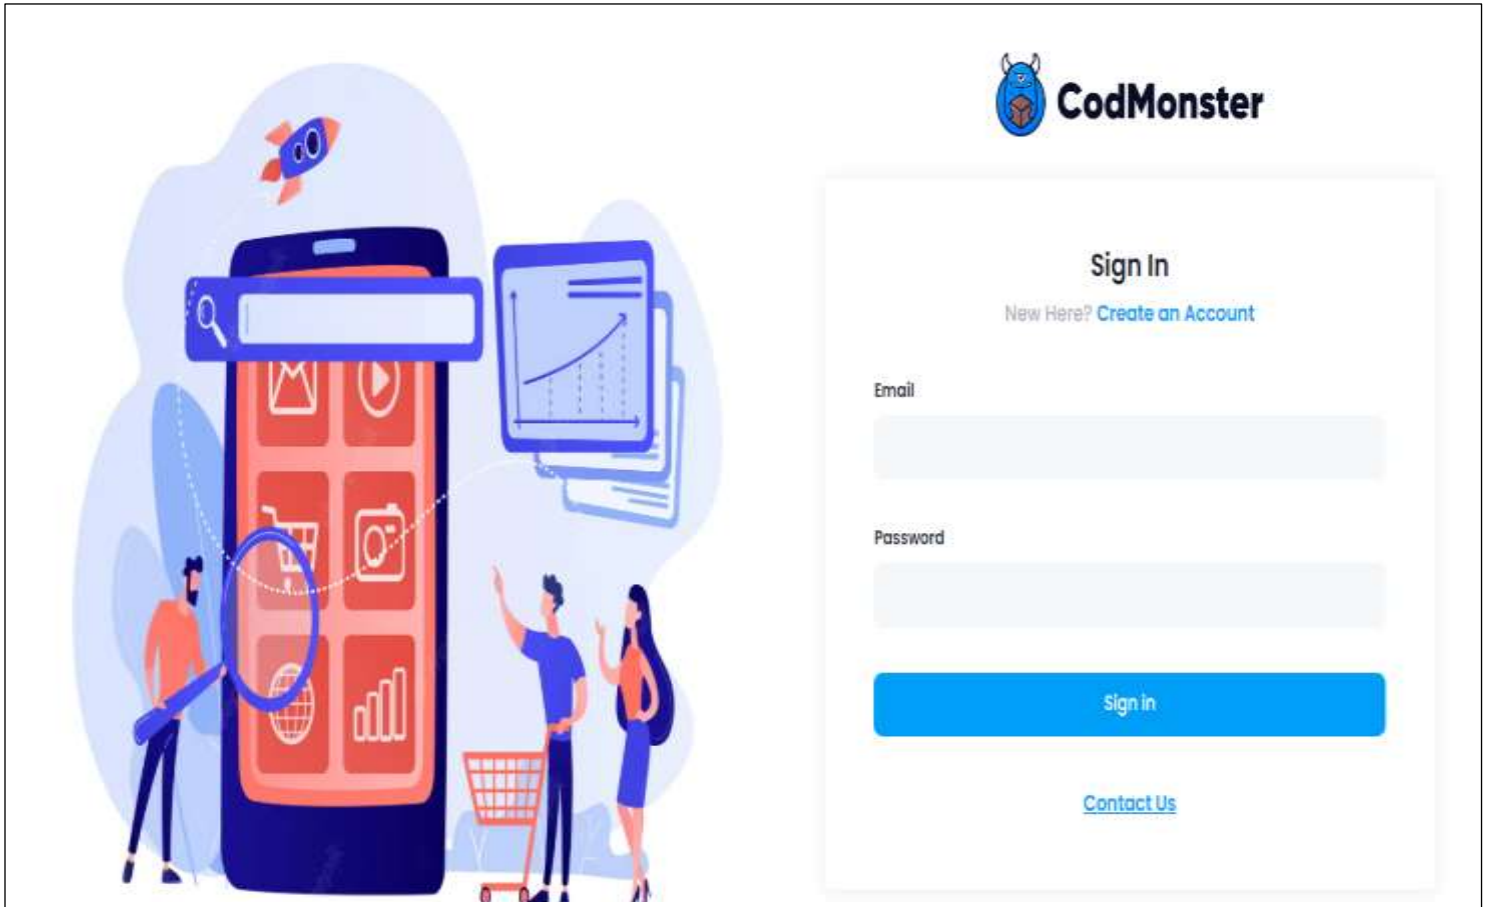 CodMonster
Sign In
New Here? Create an Account
Email
Password
Sign in
Contact Us